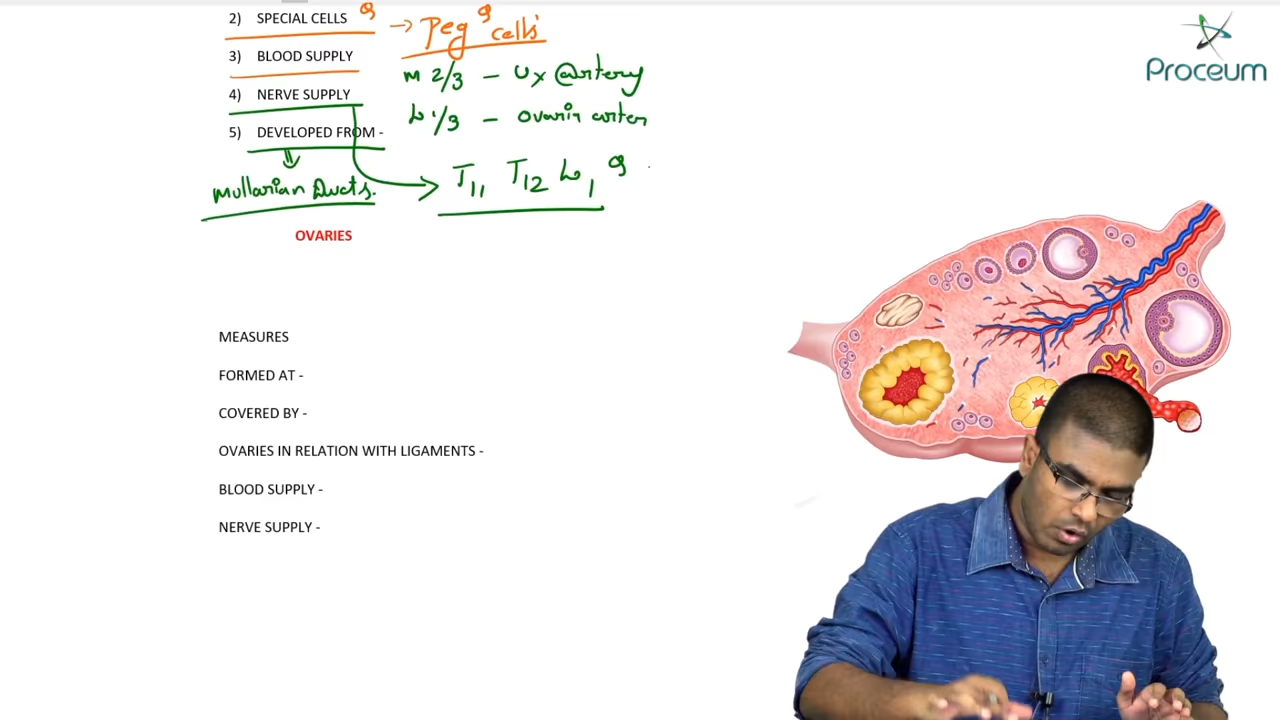 2) SPECIAL CELLS → Peg cells
3) BLOOD SUPPLY
m 2/3 - Ux artery
4) NERVE SUPPLY
L 1/3 - ovarin
5) DEVELOPED FROM -
T11 T12 L1
mullarian Ducts.
OVARIES
MEASURES
FORMED AT -
COVERED BY -
OVARIES IN RELATION WITH LIGAMENTS -
BLOOD SUPPLY -
NERVE SUPPLY -
Proceum